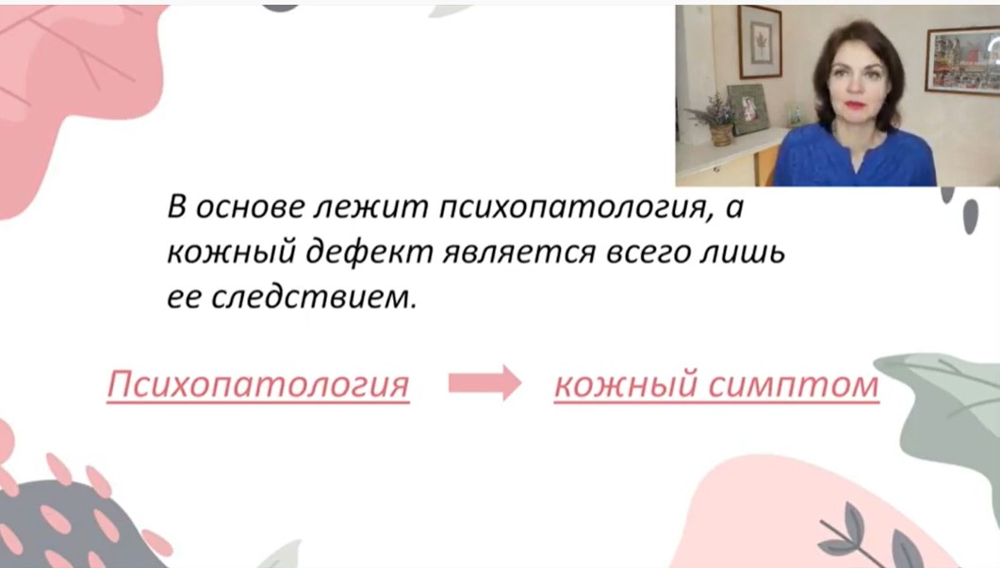 В основе лежит психопатология, а
кожный дефект является всего лишь
ее следствием.
Психопатология
кожный симптом